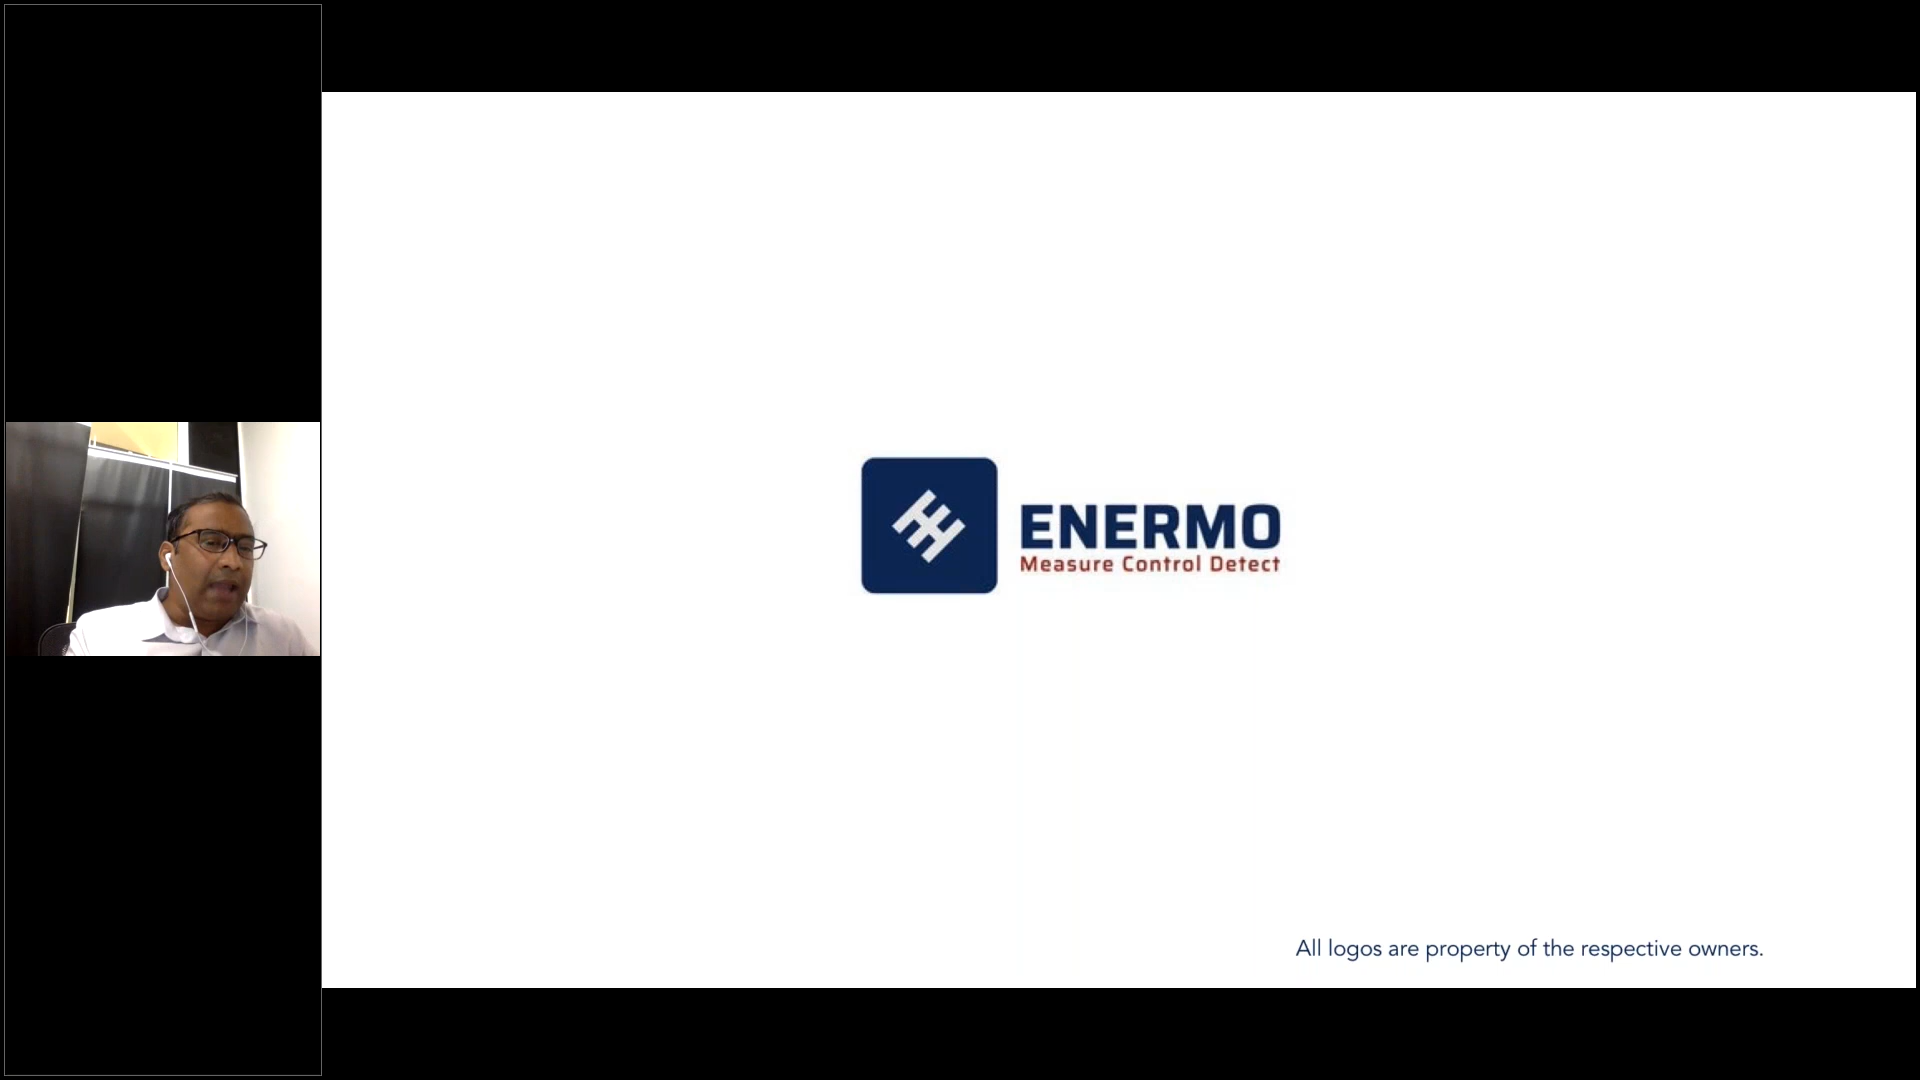 ENERMO
Measure Control Detect
All logos are property of the respective owners.